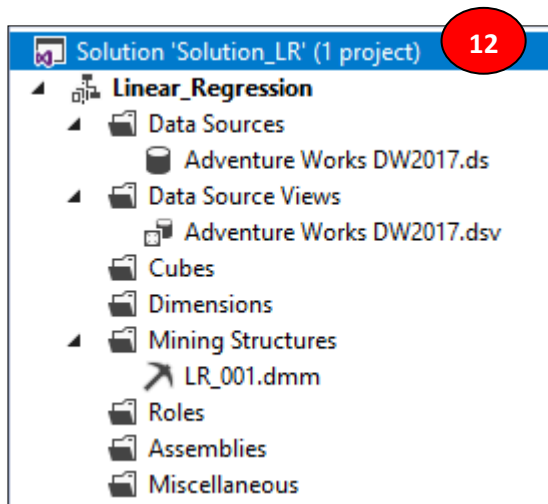 Solution 'Solution_LR' (1 project) 12
Linear_Regression
Data Sources
Adventure Works DW2017.ds
Data Source Views
Adventure Works DW2017.dsv
Cubes
Dimensions
Mining Structures
LR_001.dmm
Roles
Assemblies
Miscellaneous